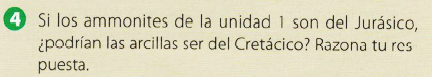 4 Si los ammonites de la unidad 1 son del Jurásico,
¿podrían las arcillas ser del Cretácico? Razona tu res
puesta.